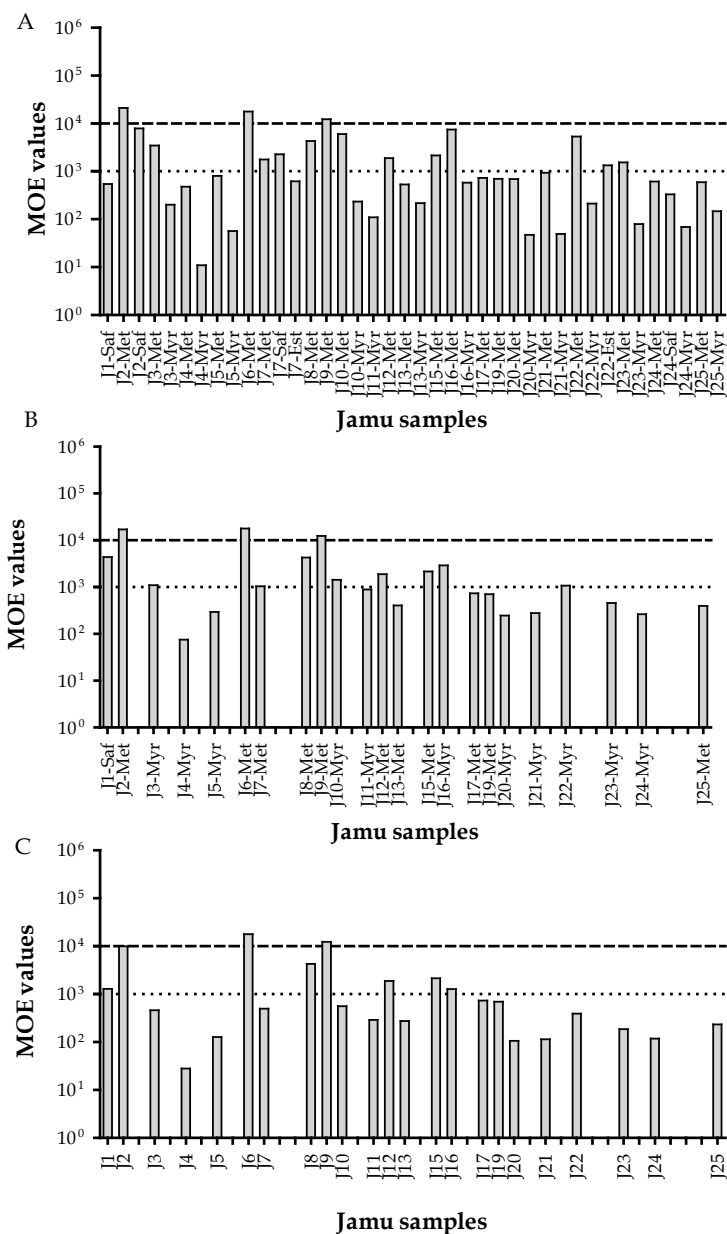 A
10⁶
10⁵
10⁴
10³
10²
10¹
10⁰
MOE values
J1-Saf
J2-Met
J2-Saf
J3-Met
J3-Myr
J4-Met
J4-Myr
J5-Met
J5-Myr
J6-Met
J7-Met
J7-Saf
J7-Est
J8-Met
J9-Met
J10-Met
J10-Myr
J11-Myr
J12-Met
J13-Met
J13-Myr
J15-Met
J16-Met
J16-Myr
J17-Met
J19-Met
J20-Met
J20-Myr
J21-Met
J21-Myr
J22-Met
J22-Myr
J22-Est
J23-Met
J23-Myr
J24-Met
J24-Saf
J24-Myr
J25-Met
J25-Myr
Jamu samples
B
10⁶
10⁵
10⁴
10³
10²
10¹
10⁰
MOE values
J1-Saf
J2-Met
J3-Myr
J4-Myr
J5-Myr
J6-Met
J7-Met
J8-Met
J9-Met
J10-Myr
J11-Myr
J12-Met
J13-Met
J15-Met
J16-Myr
J17-Met
J19-Met
J20-Myr
J21-Myr
J22-Myr
J23-Myr
J24-Myr
J25-Met
Jamu samples
C
10⁶
10⁵
10⁴
10³
10²
10¹
10⁰
MOE values
J1
J2
J3
J4
J5
J6
J7
J8
J9
J10
J11
J12
J13
J15
J16
J17
J19
J20
J21
J22
J23
J24
J25
Jamu samples